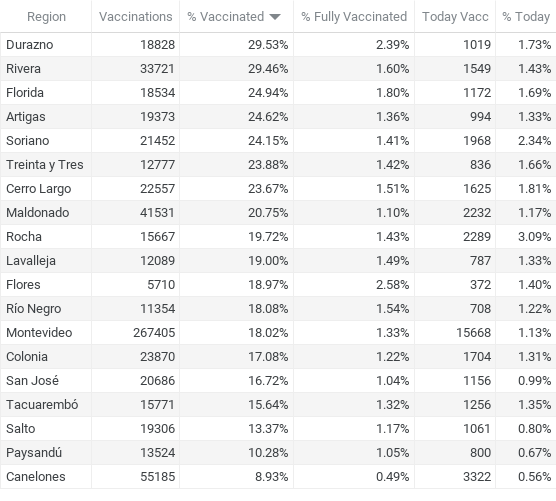 Region Vaccinations % Vaccinated % Fully Vaccinated Today Vacc % Today
Durazno 18828 29.53% 2.39% 1019 1.73%
Rivera 33721 29.46% 1.60% 1549 1.43%
Florida 18534 24.94% 1.80% 1172 1.69%
Artigas 19373 24.62% 1.36% 994 1.33%
Soriano 21452 24.15% 1.41% 1968 2.34%
Treinta y Tres 12777 23.88% 1.42% 836 1.66%
Cerro Largo 22557 23.67% 1.51% 1625 1.81%
Maldonado 41531 20.75% 1.10% 2232 1.17%
Rocha 15667 19.72% 1.43% 2289 3.09%
Lavalleja 12089 19.00% 1.49% 787 1.33%
Flores 5710 18.97% 2.58% 372 1.40%
Río Negro 11354 18.08% 1.54% 708 1.22%
Montevideo 267405 18.02% 1.33% 15668 1.13%
Colonia 23870 17.08% 1.22% 1704 1.31%
San José 20686 16.72% 1.04% 1156 0.99%
Tacuarembó 15771 15.64% 1.32% 1256 1.35%
Salto 19306 13.37% 1.17% 1061 0.80%
Paysandú 13524 10.28% 1.05% 800 0.67%
Canelones 55185 8.93% 0.49% 3322 0.56%